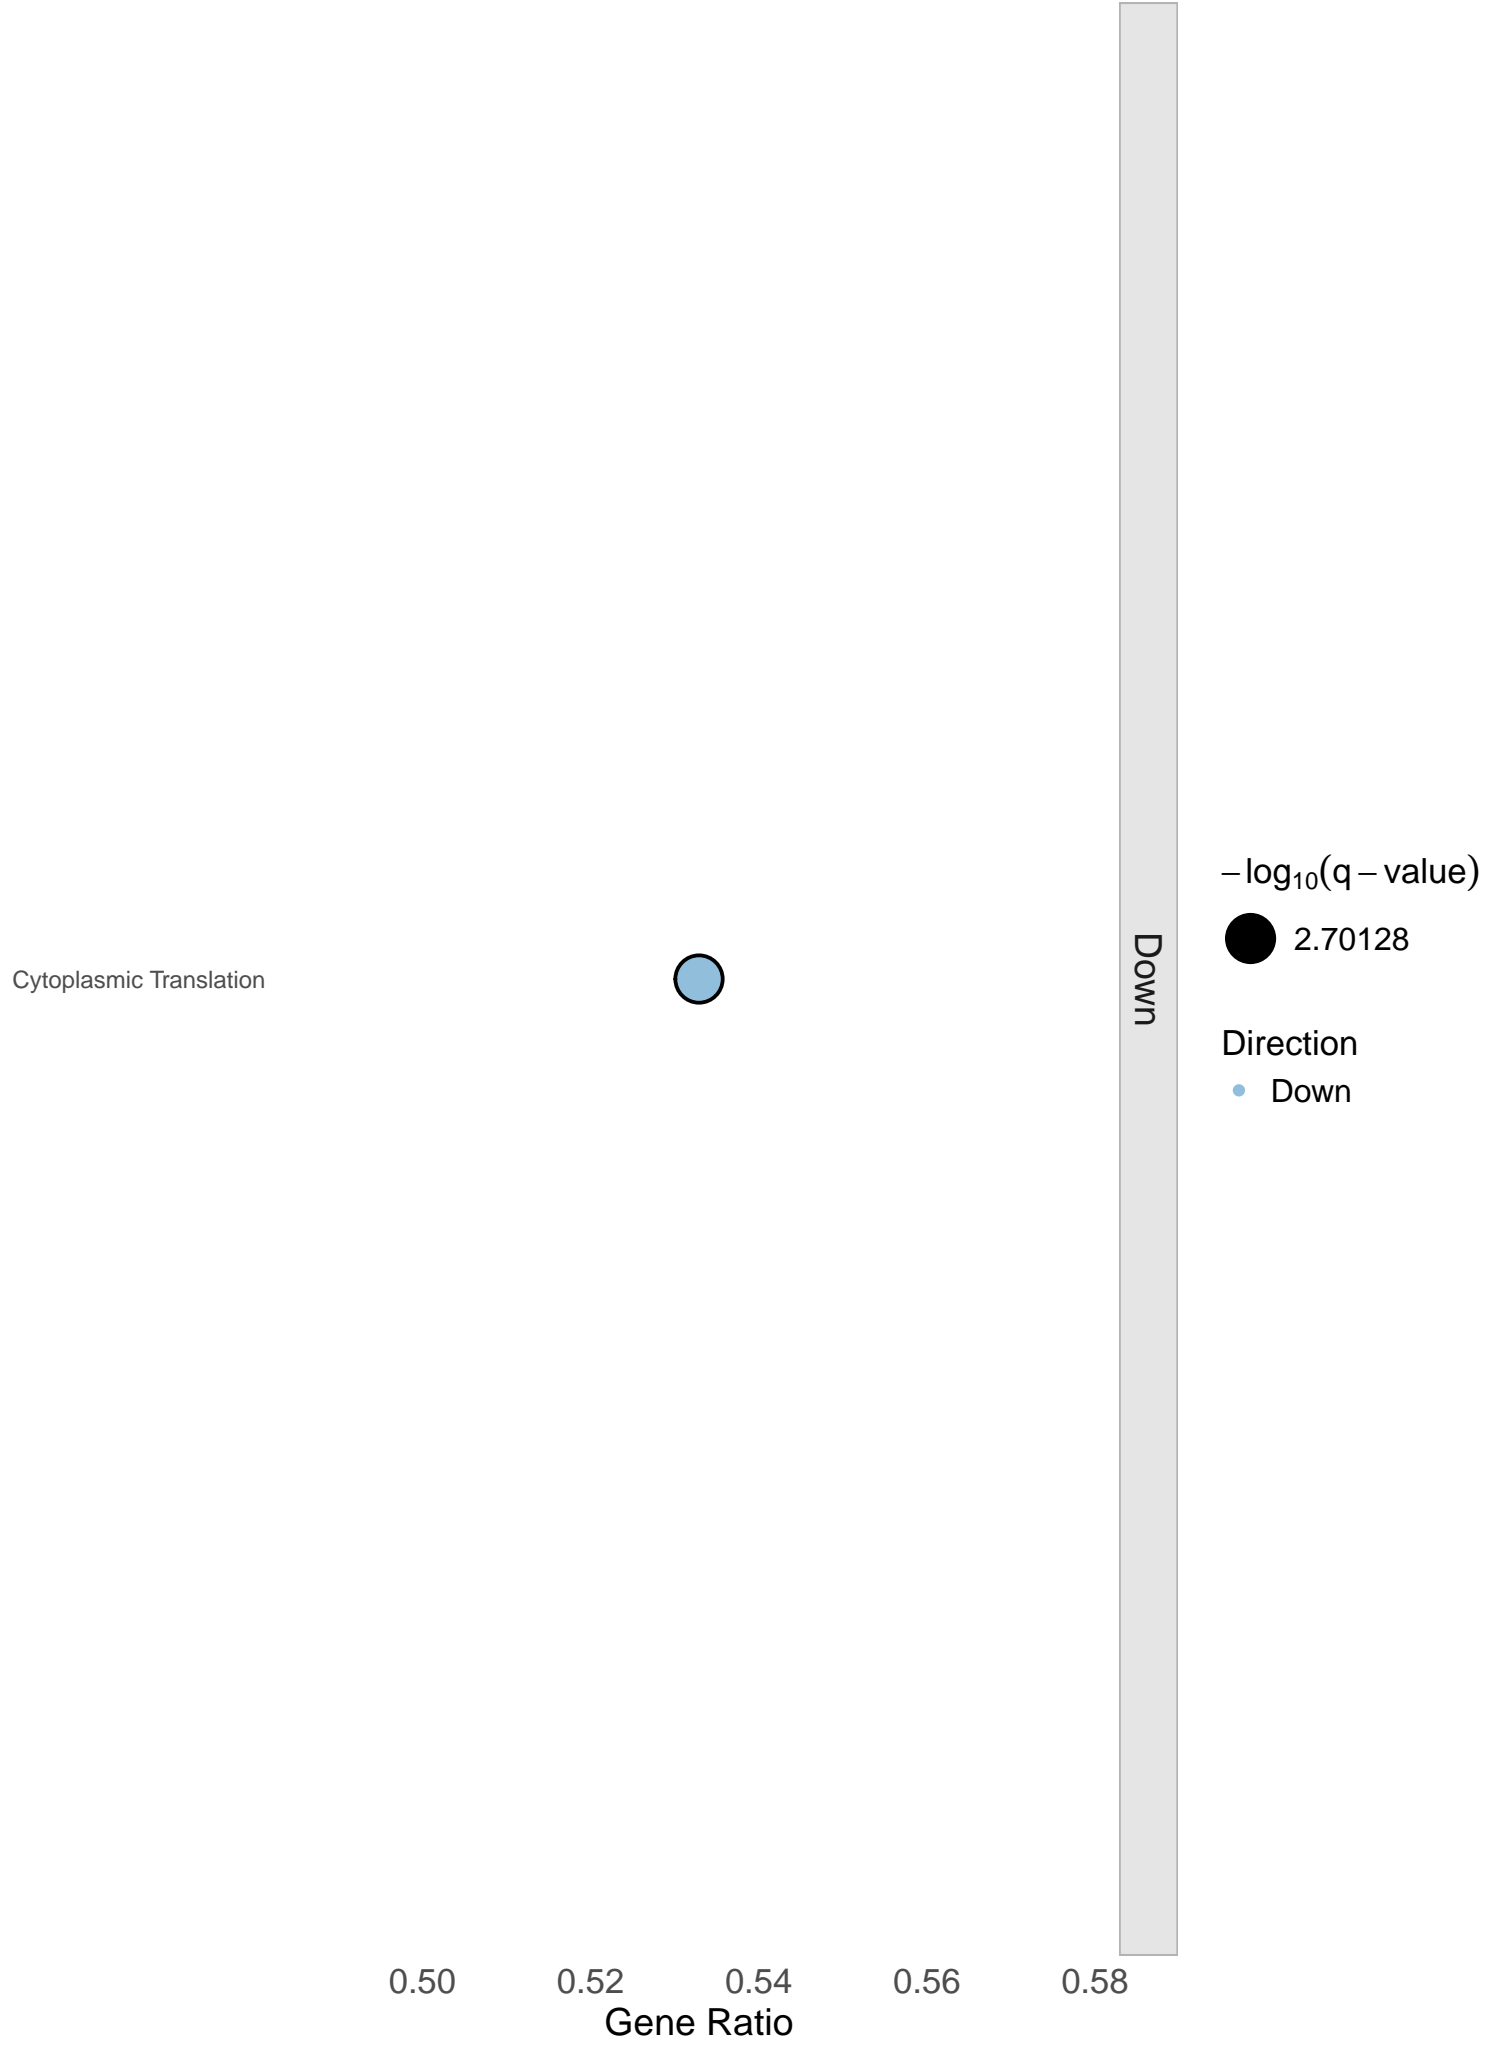 Cytoplasmic Translation
Down
−log₁₀(q−value)
2.70128
Direction
Down
0.50 0.52 0.54 0.56 0.58
Gene Ratio